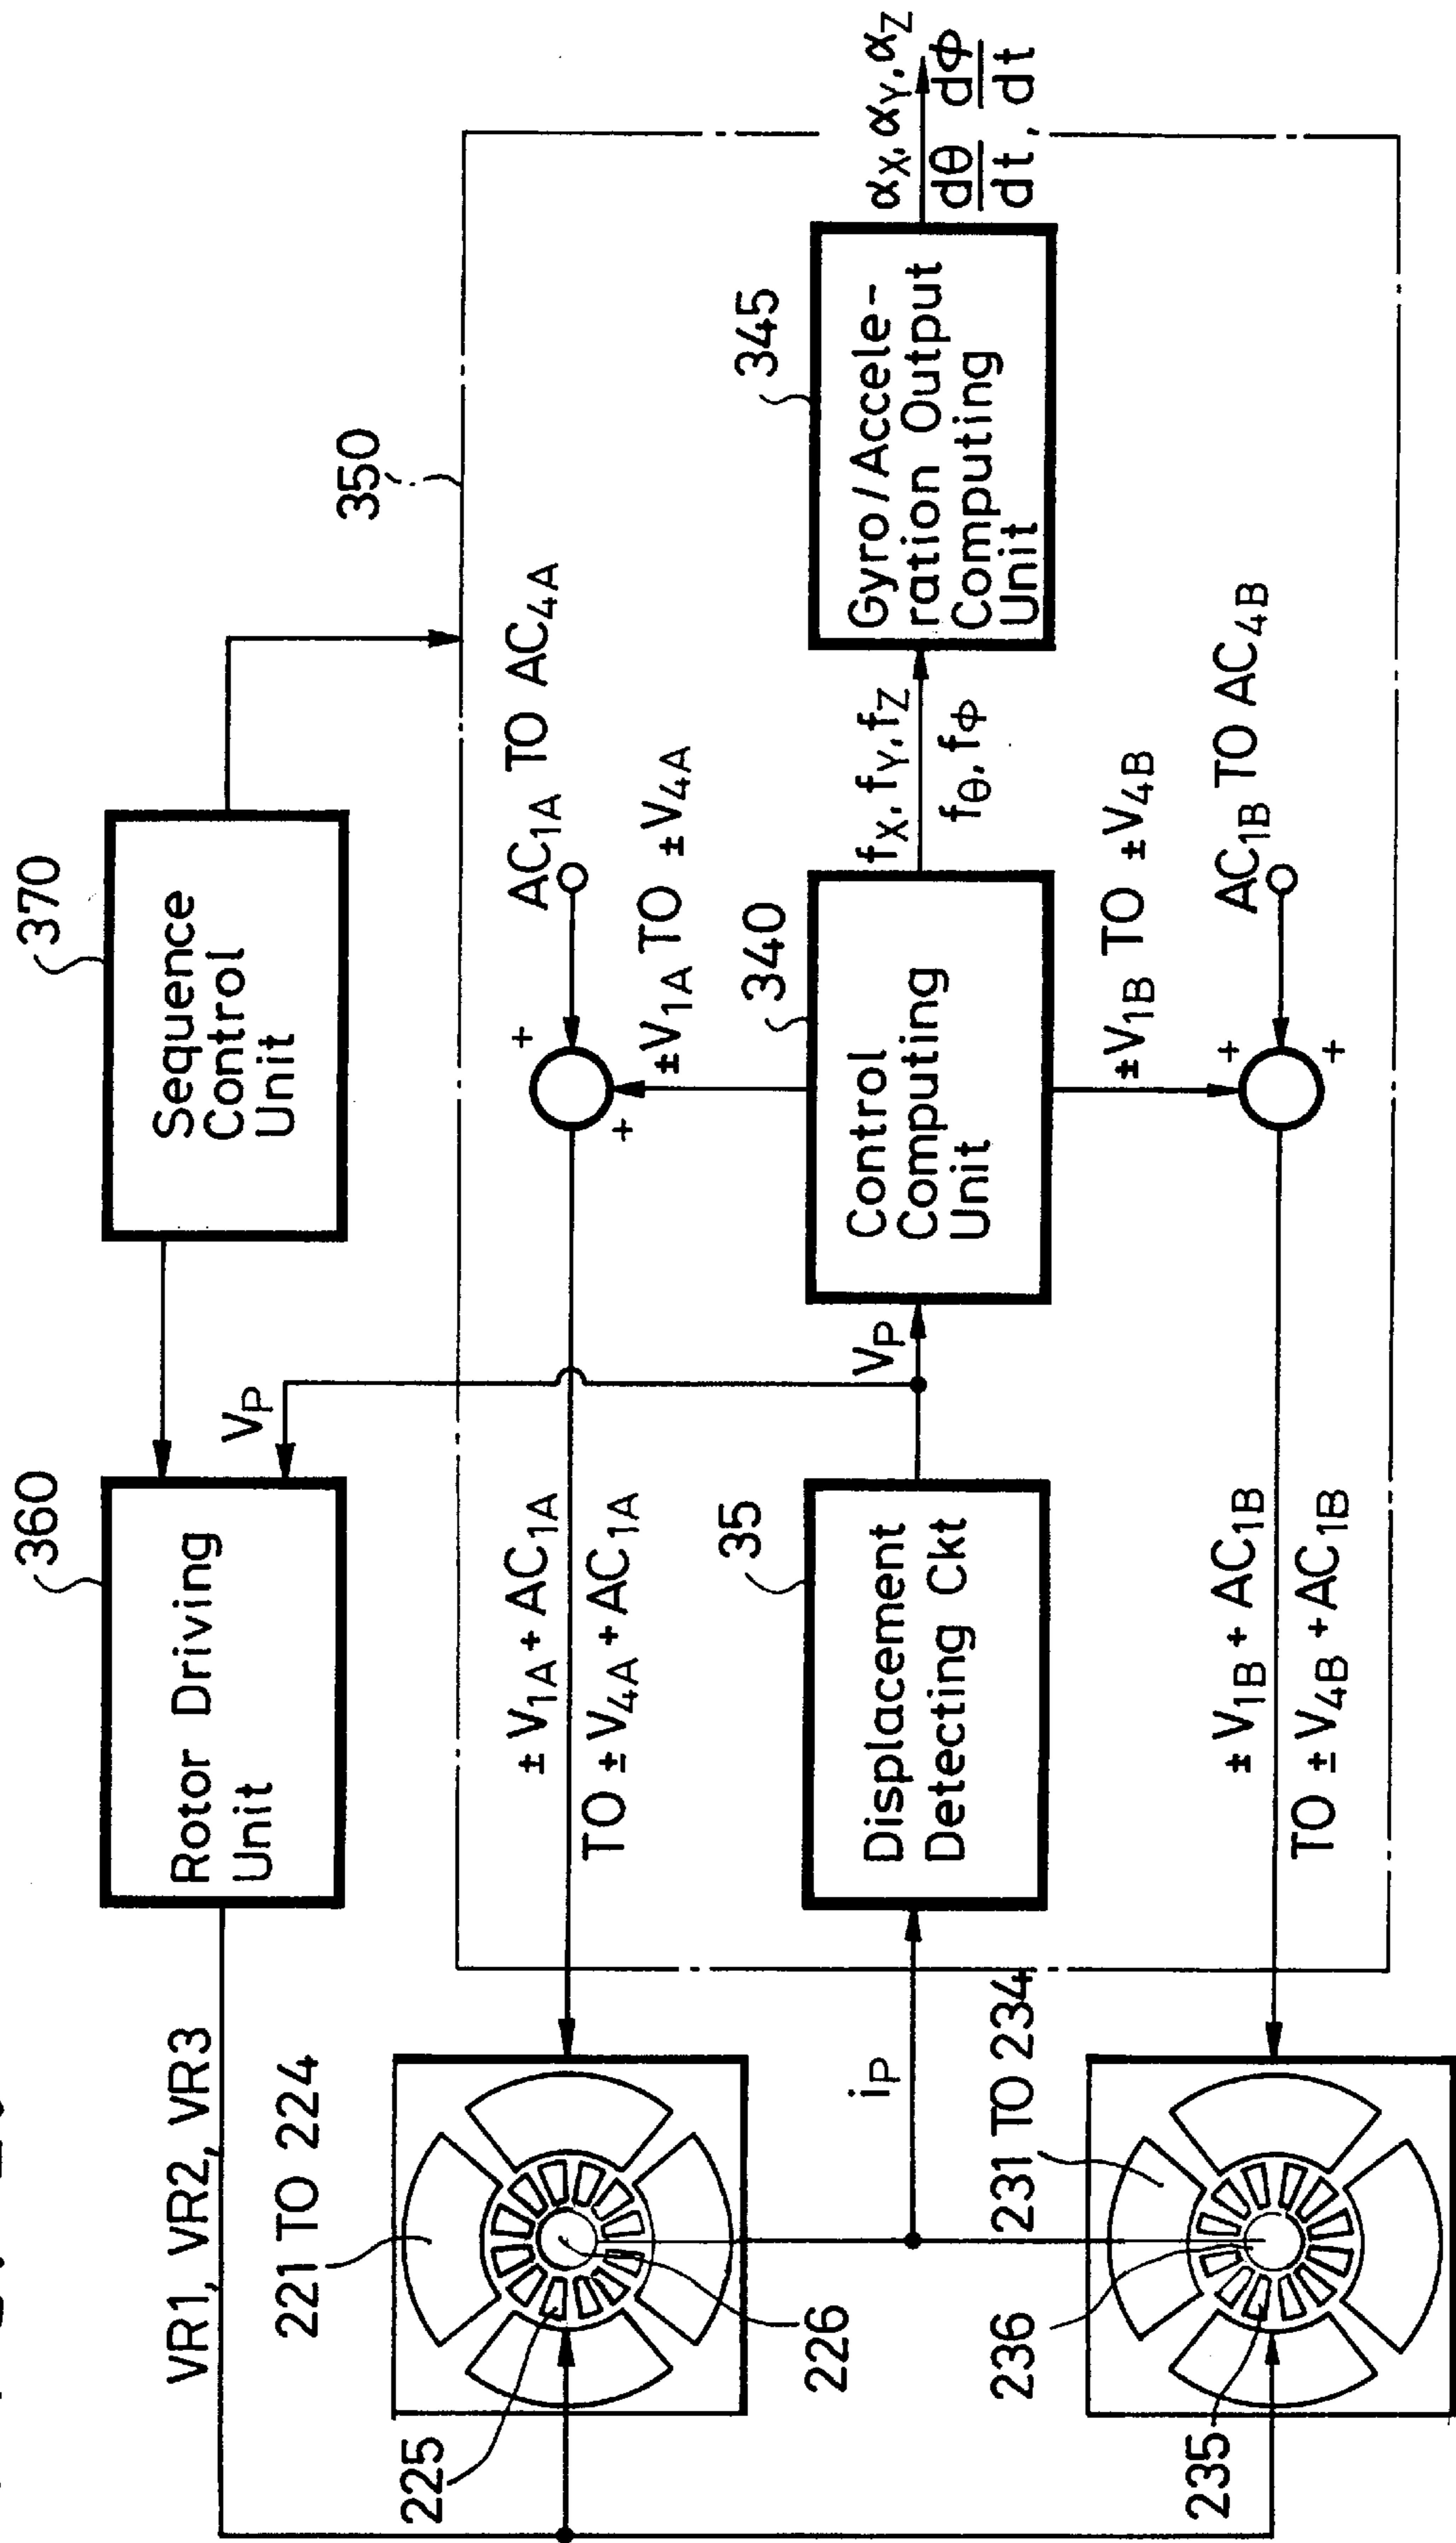 370
Sequence
Control
Unit
360
Rotor Driving
Unit
VP
VR1, VR2, VR3
350
221 TO 224
225
226
± V1A + AC1A
TO ± V4A + AC1A
AC1A TO AC4A
+
+
±V1A TO ±V4A
35
Displacement
Detecting Ckt
iP
VP
340
Control
Computing
Unit
fX, fY, fZ
fθ, fΦ
345
Gyro/Accele-
ration Output
Computing
Unit
αX, αY, αZ
dθ/dt, dΦ/dt
231 TO 234
236
235
±V1B TO ±V4B
AC1B TO AC4B
+
+
± V1B + AC1B
TO ± V4B + AC1B